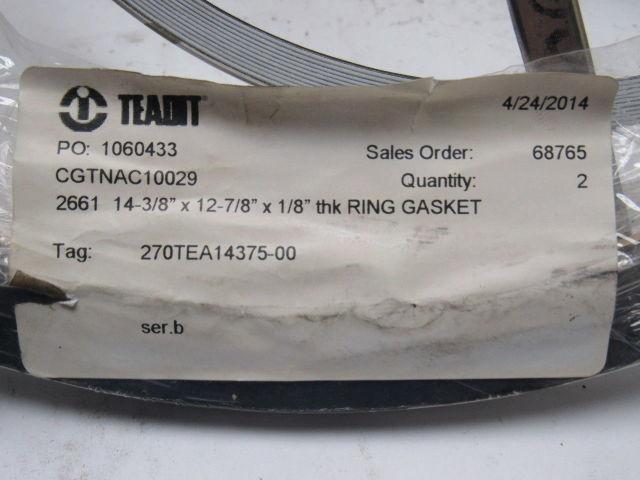 TEADIT 4/24/2014
PO: 1060433 Sales Order: 68765
CGTNAC10029 Quantity: 2
2661 14-3/8" x 12-7/8" x 1/8" thk RING GASKET
Tag: 270TEA14375-00
ser.b